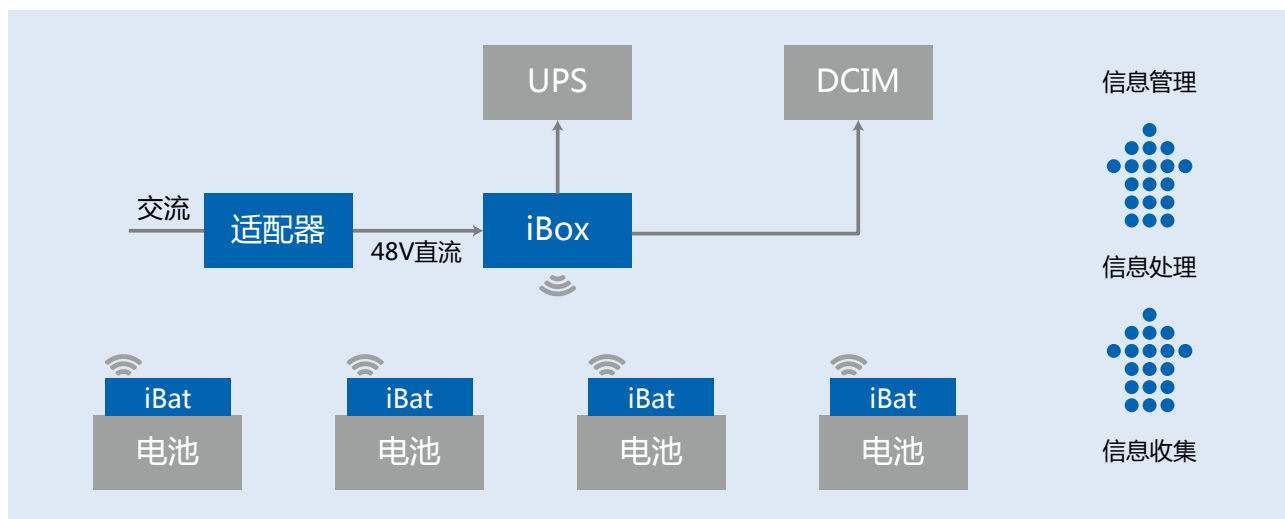 UPS
DCIM
信息管理
交流
适配器
48V直流
iBox
信息处理
iBat
iBat
iBat
iBat
电池
电池
电池
电池
信息收集